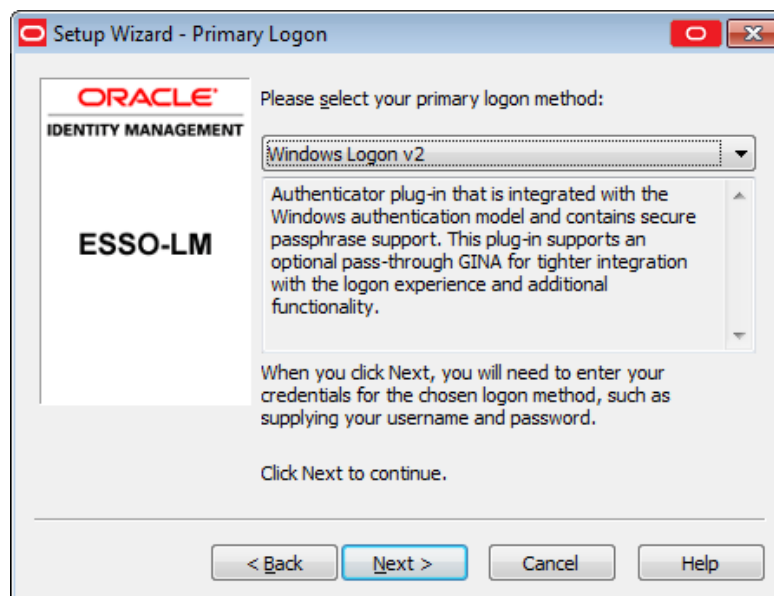 Setup Wizard - Primary Logon
ORACLE®
IDENTITY MANAGEMENT
ESSO-LM
Please select your primary logon method:
Windows Logon v2
Authenticator plug-in that is integrated with the
Windows authentication model and contains secure
passphrase support. This plug-in supports an
optional pass-through GINA for tighter integration
with the logon experience and additional
functionality.
When you click Next, you will need to enter your
credentials for the chosen logon method, such as
supplying your username and password.
Click Next to continue.
< Back
Next >
Cancel
Help